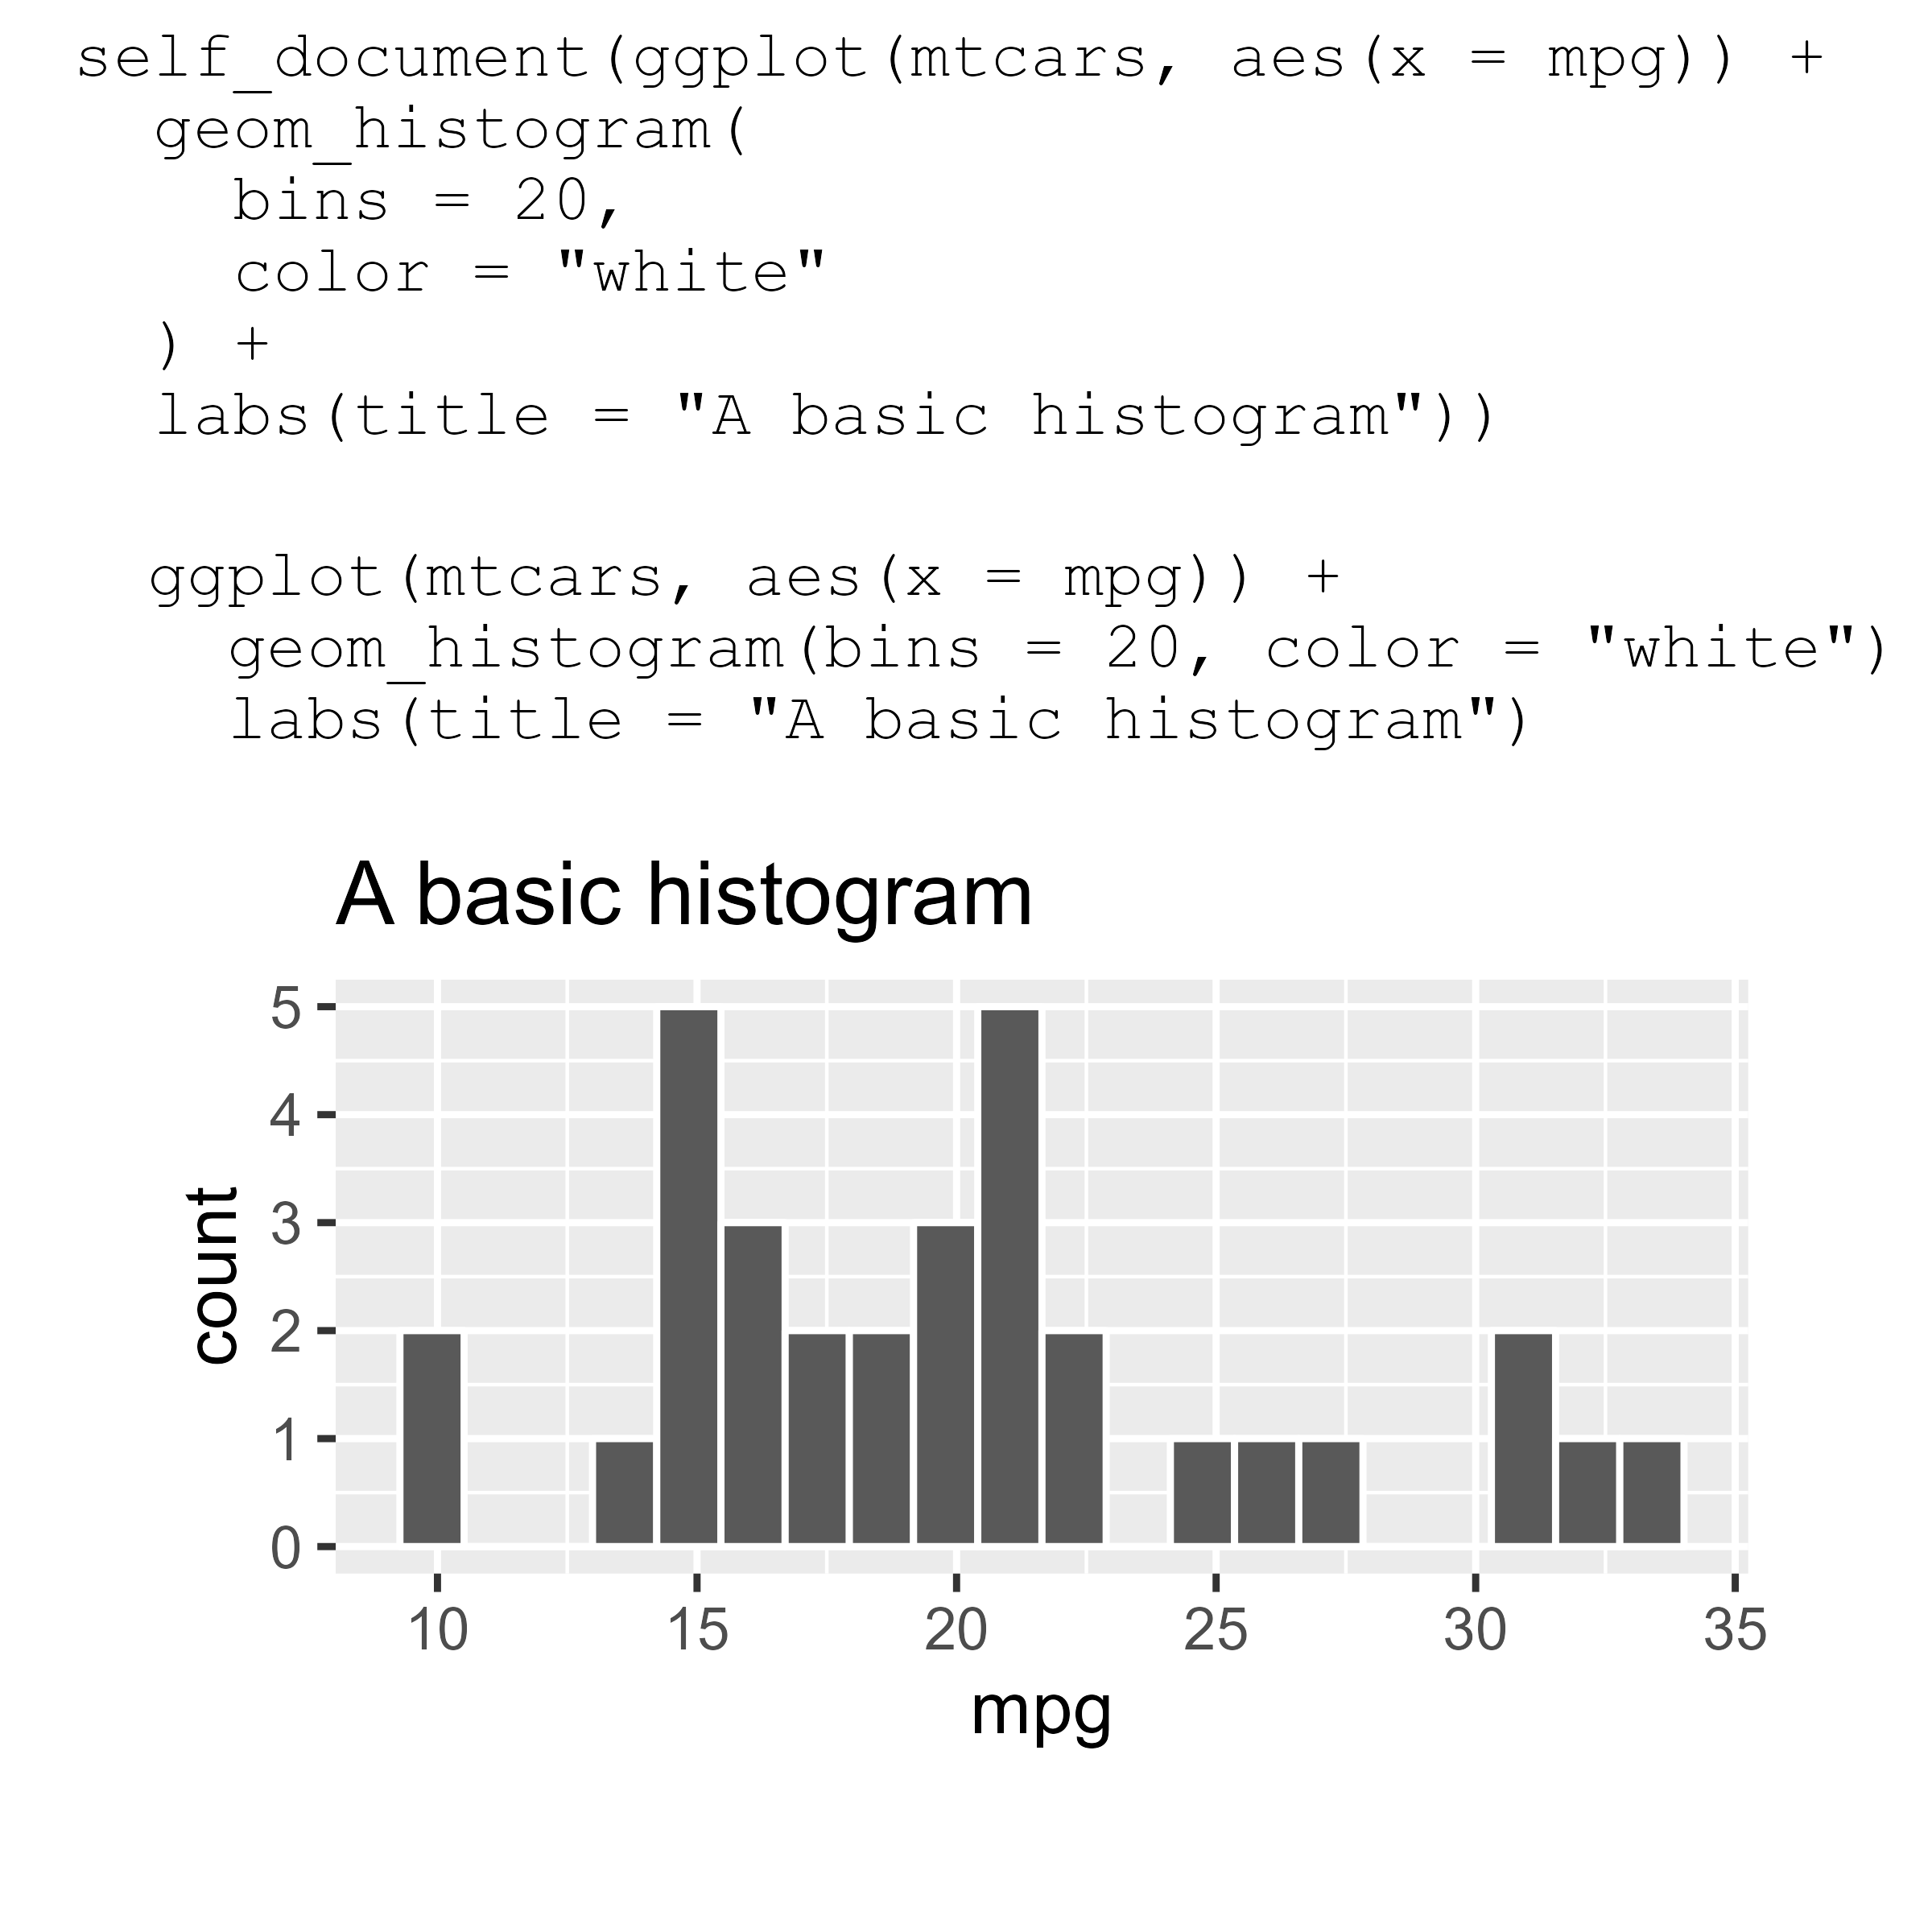 self_document(ggplot(mtcars, aes(x = mpg)) +
  geom_histogram(
    bins = 20,
    color = "white"
  ) +
  labs(title = "A basic histogram"))
ggplot(mtcars, aes(x = mpg)) +
  geom_histogram(bins = 20, color = "white")
  labs(title = "A basic histogram")
A basic histogram
5
4
3
2
1
0
count
10 15 20 25 30 35
mpg